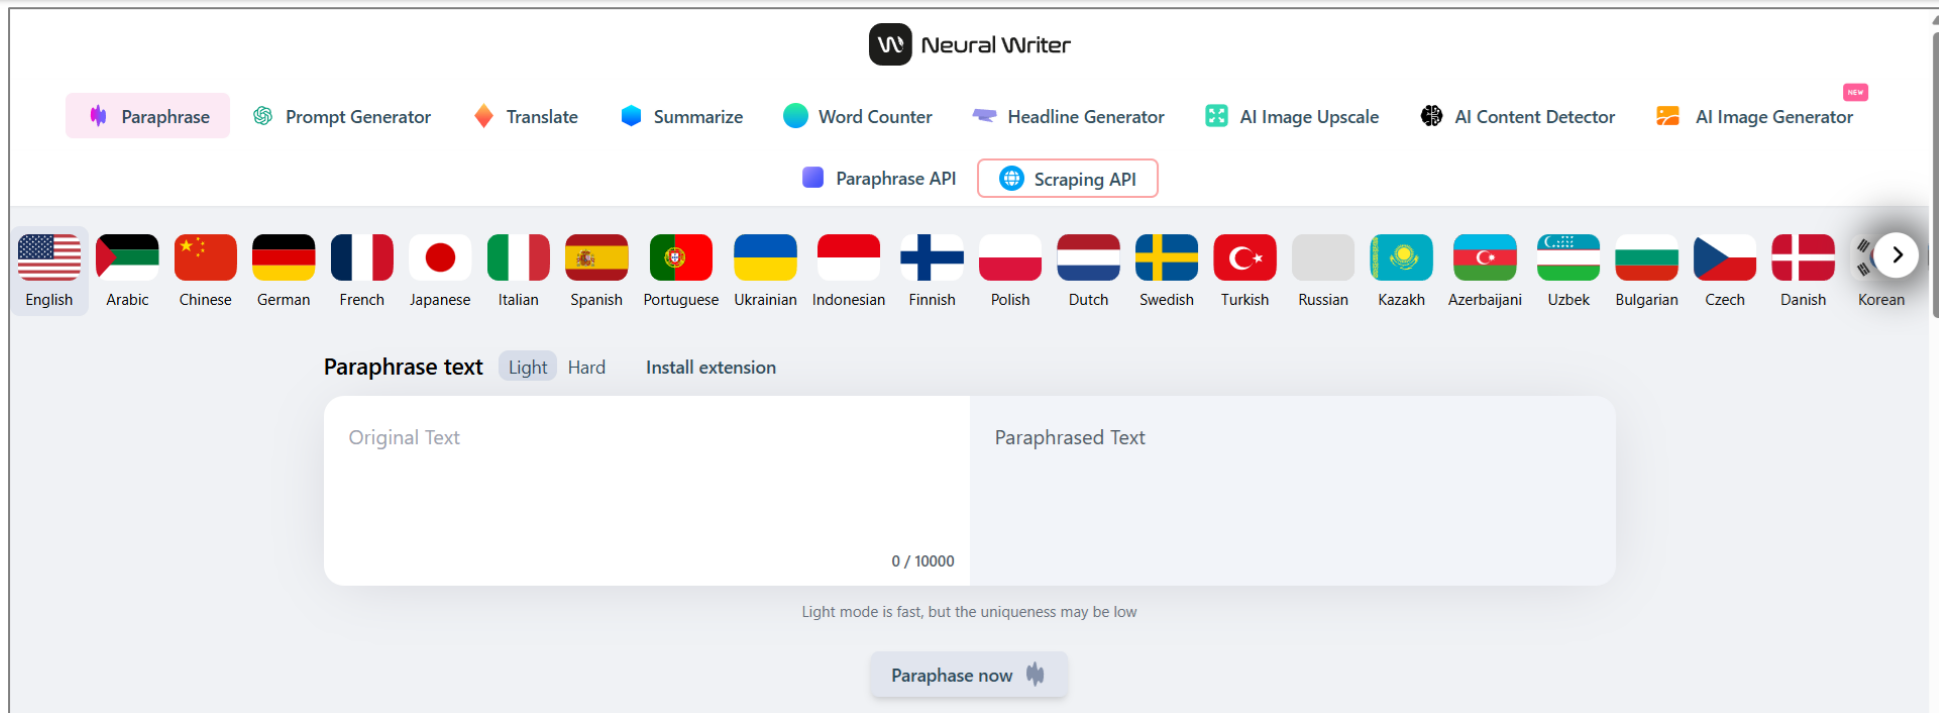 Neural Writer
NEW
Paraphrase Prompt Generator Translate Summarize Word Counter Headline Generator AI Image Upscale AI Content Detector AI Image Generator
Paraphrase API Scraping API
English Arabic Chinese German French Japanese Italian Spanish Portuguese Ukrainian Indonesian Finnish Polish Dutch Swedish Turkish Russian Kazakh Azerbaijani Uzbek Bulgarian Czech Danish Korean
Paraphrase text Light Hard Install extension
Original Text Paraphrased Text
0 / 10000
Light mode is fast, but the uniqueness may be low
Paraphase now